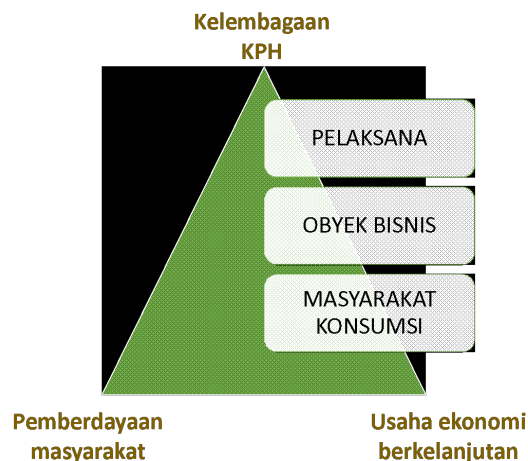 Kelembagaan
KPH
PELAKSANA
OBYEK BISNIS
MASYARAKAT
KONSUMSI
Pemberdayaan
masyarakat
Usaha ekonomi
berkelanjutan